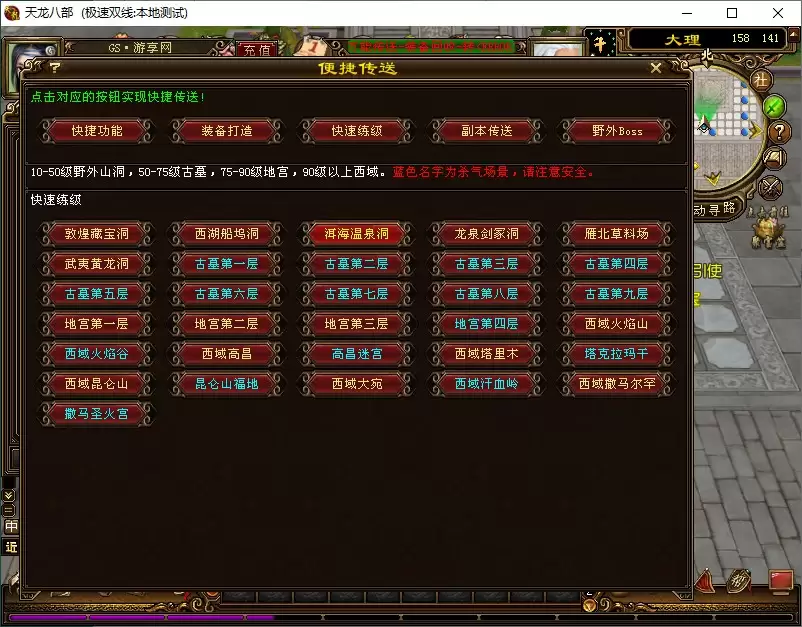 天龙八部 (极速双线:本地测试)
GS·游享网
充值
大理 158 141
北
社
?
? 便捷传送
点击对应的按钮实现快捷传送!
快捷功能 装备打造 快速练级 副本传送 野外Boss
10-50级野外山洞,50-75级古墓,75-90级地宫,90级以上西域。蓝色名字为杀气场景,请注意安全。
快速练级
敦煌藏宝洞 西湖船坞洞 洱海温泉洞 龙泉剑冢洞 雁北草料场
武夷黄龙洞 古墓第一层 古墓第二层 古墓第三层 古墓第四层
古墓第五层 古墓第六层 古墓第七层 古墓第八层 古墓第九层
地宫第一层 地宫第二层 地宫第三层 地宫第四层 西域火焰山
西域火焰谷 西域高昌 高昌迷宫 西域塔里木 塔克拉玛干
西域昆仑山 昆仑山福地 西域大宛 西域汗血岭 西域撒马尔罕
撒马圣火宫
动寻路
引使
近